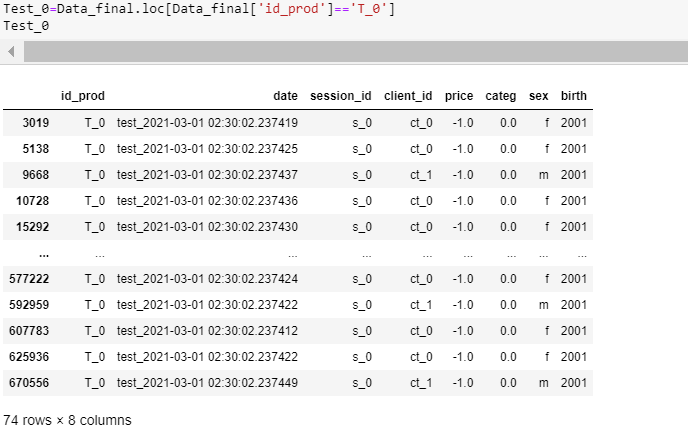 Test_0=Data_final.loc[Data_final['id_prod']=='T_0']
Test_0
id_prod date session_id client_id price categ sex birth
3019 T_0 test_2021-03-01 02:30:02.237419 s_0 ct_0 -1.0 0.0 f 2001
5138 T_0 test_2021-03-01 02:30:02.237425 s_0 ct_0 -1.0 0.0 f 2001
9668 T_0 test_2021-03-01 02:30:02.237437 s_0 ct_1 -1.0 0.0 m 2001
10728 T_0 test_2021-03-01 02:30:02.237436 s_0 ct_0 -1.0 0.0 f 2001
15292 T_0 test_2021-03-01 02:30:02.237430 s_0 ct_0 -1.0 0.0 f 2001
... ... ... ... ... ... ... ... ...
577222 T_0 test_2021-03-01 02:30:02.237424 s_0 ct_0 -1.0 0.0 f 2001
592959 T_0 test_2021-03-01 02:30:02.237422 s_0 ct_1 -1.0 0.0 m 2001
607783 T_0 test_2021-03-01 02:30:02.237412 s_0 ct_0 -1.0 0.0 f 2001
625936 T_0 test_2021-03-01 02:30:02.237422 s_0 ct_0 -1.0 0.0 f 2001
670556 T_0 test_2021-03-01 02:30:02.237449 s_0 ct_1 -1.0 0.0 m 2001
74 rows × 8 columns